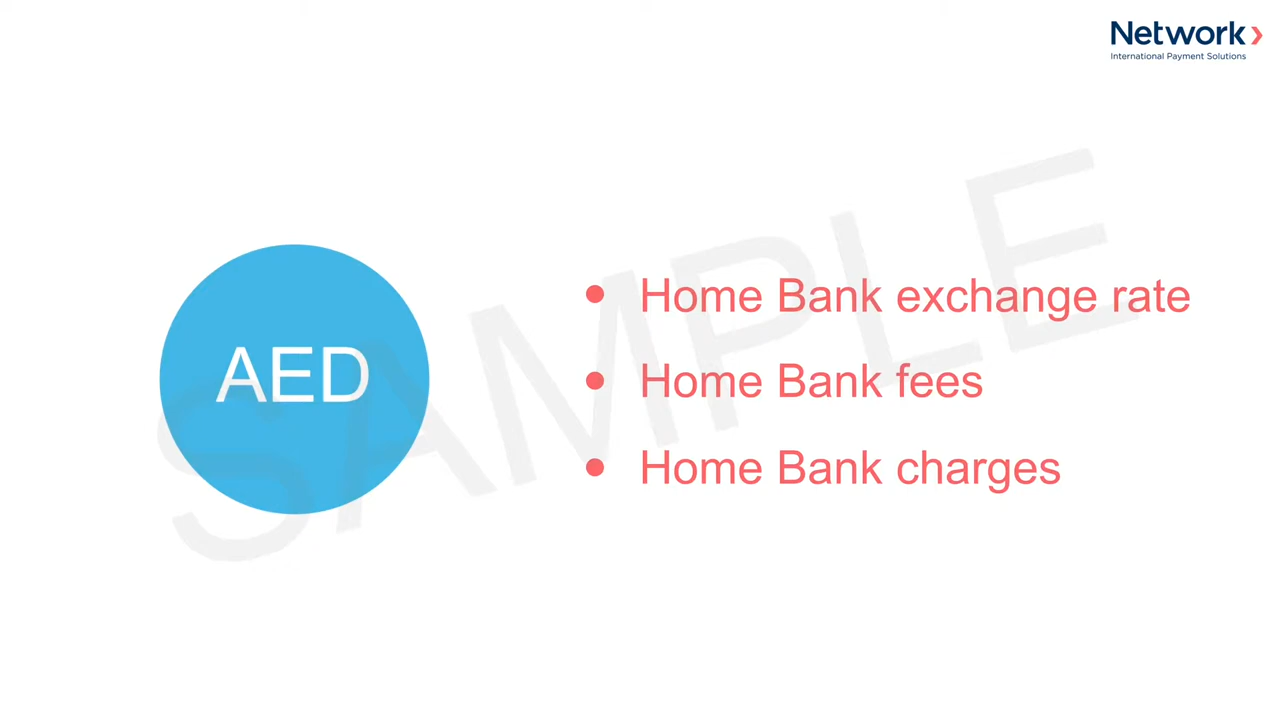 Network
International Payment Solutions
AED
• Home Bank exchange rate
• Home Bank fees
• Home Bank charges
SAMPLE